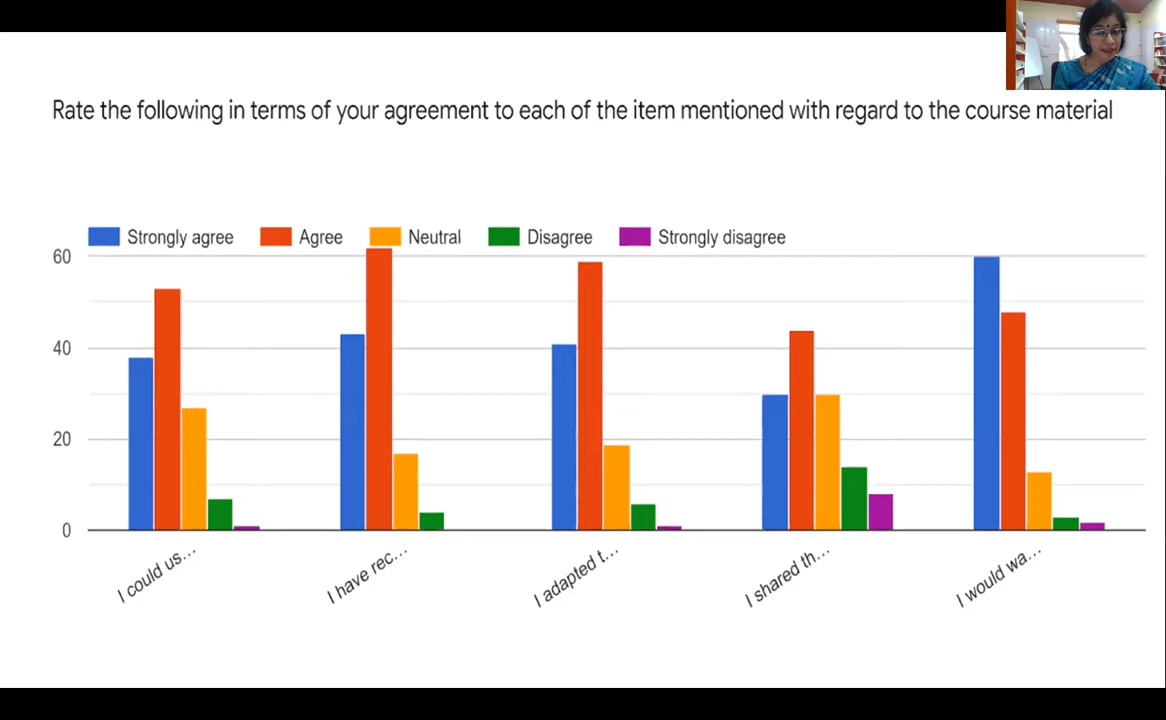 Rate the following in terms of your agreement to each of the item mentioned with regard to the course material
Strongly agree Agree Neutral Disagree Strongly disagree
60
40
20
0
I could us...
I have rec...
I adapted t...
I shared th...
I would wa...